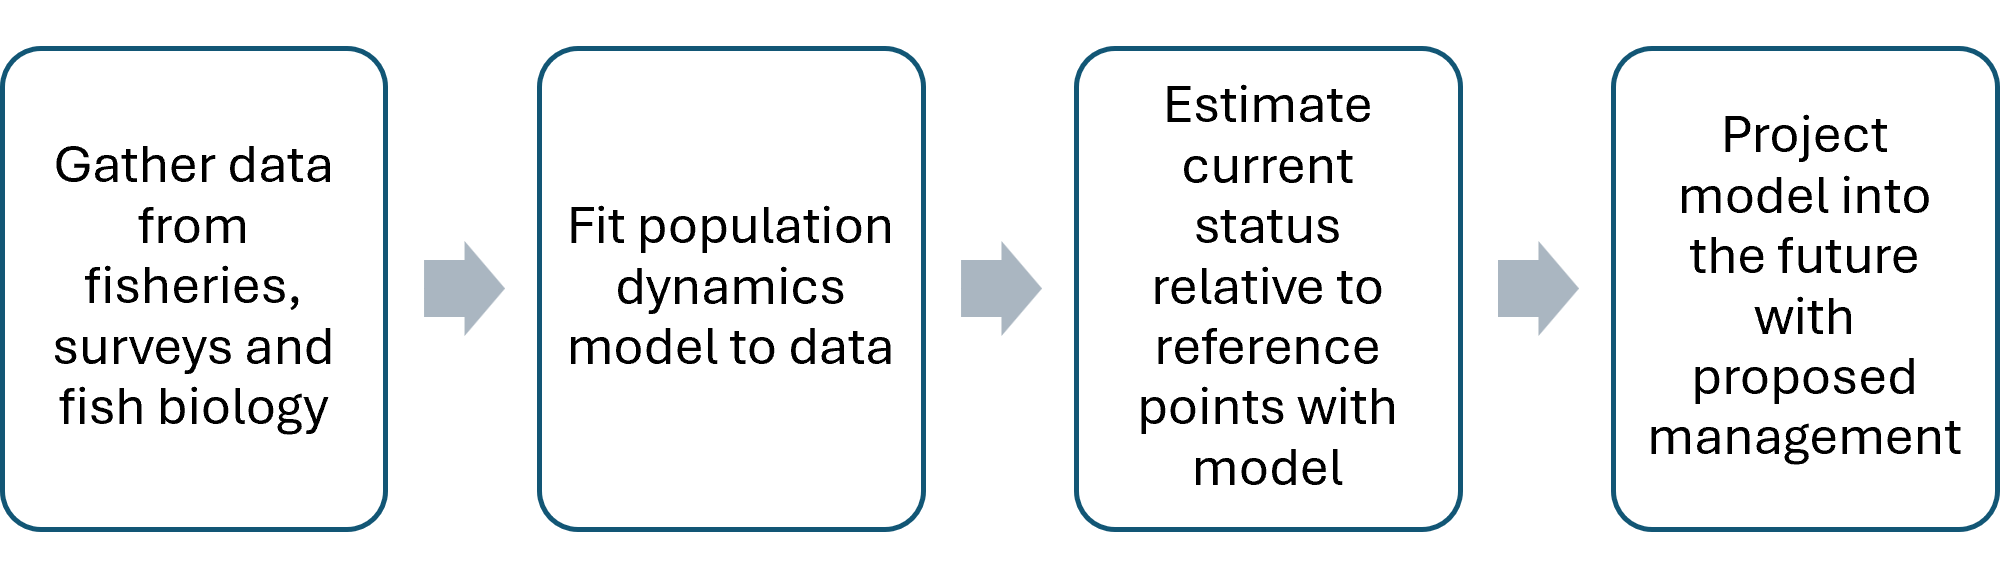 Gather data
from
fisheries,
surveys and
fish biology
Fit population
dynamics
model to data
Estimate
current
status
relative to
reference
points with
model
Project
model into
the future
with
proposed
management